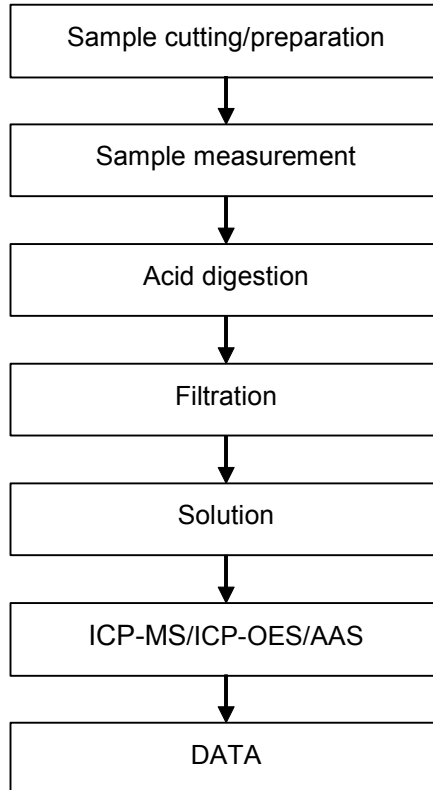 Sample cutting/preparation
Sample measurement
Acid digestion
Filtration
Solution
ICP-MS/ICP-OES/AAS
DATA